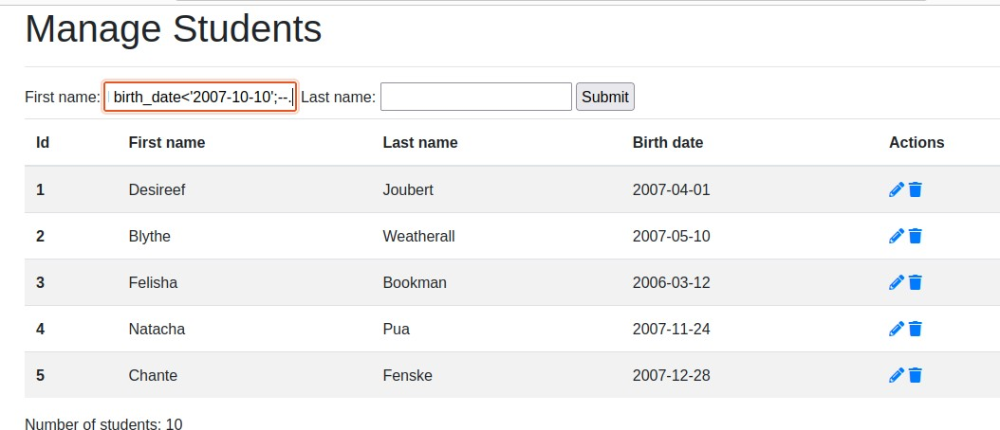 Manage Students
First name: birth_date<'2007-10-10';--. Last name: Submit
Id First name Last name Birth date Actions
1 Desireef Joubert 2007-04-01
2 Blythe Weatherall 2007-05-10
3 Felisha Bookman 2006-03-12
4 Natacha Pua 2007-11-24
5 Chante Fenske 2007-12-28
Number of students: 10